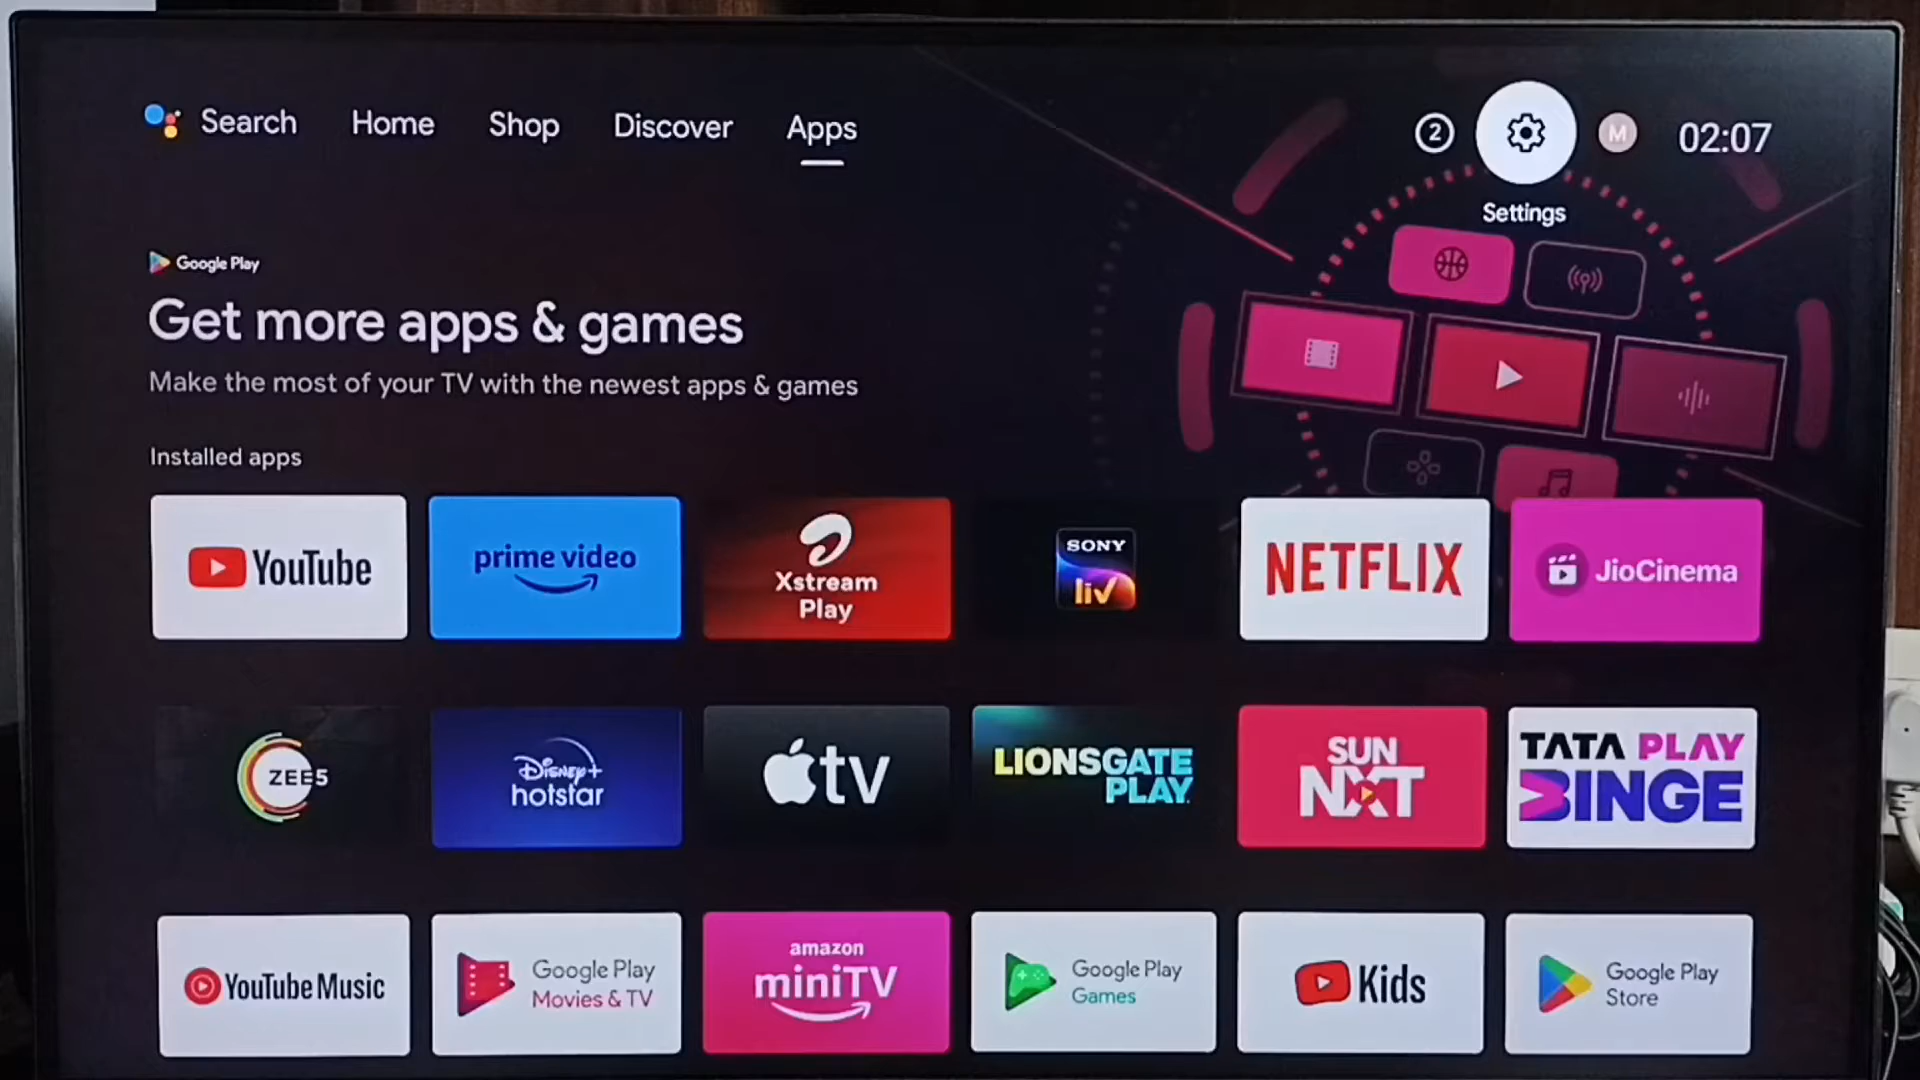 Search Home Shop Discover Apps
2 M 02:07
Settings
Google Play
Get more apps & games
Make the most of your TV with the newest apps & games
Installed apps
YouTube
prime video
Xstream
Play
SONY
liv
NETFLIX
JioCinema
ZEE5
Disney+
hotstar
tv
LIONSGATE
PLAY
SUN
NXT
TATA PLAY
BINGE
YouTube Music
Google Play
Movies & TV
amazon
miniTV
Google Play
Games
Kids
Google Play
Store